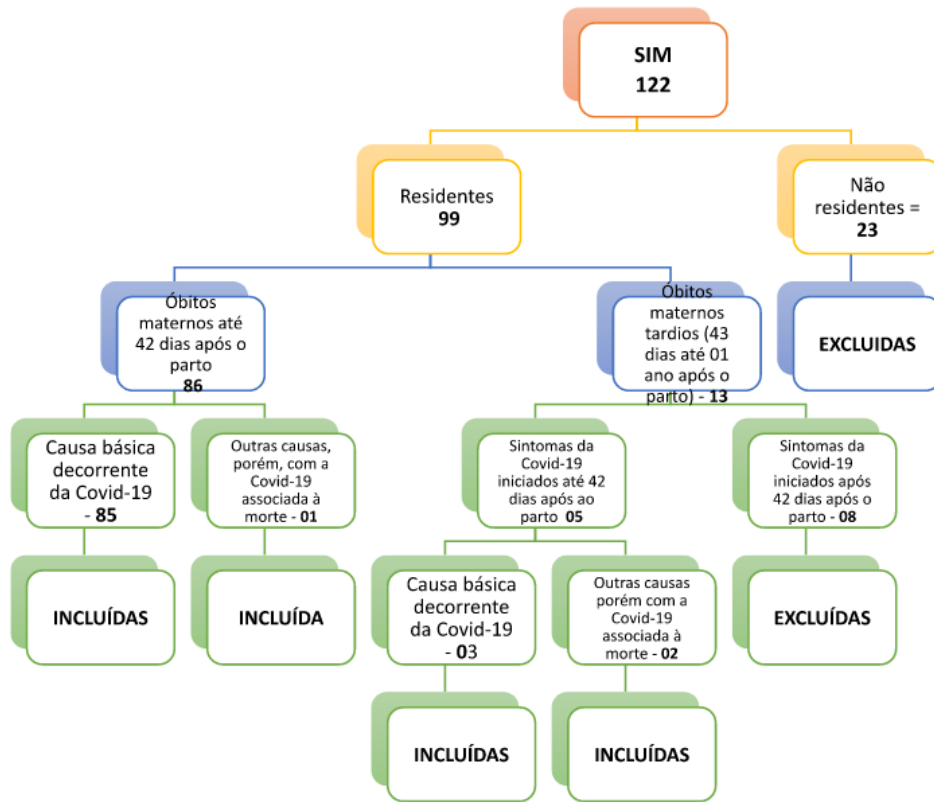 SIM
122
Residentes
99
Não
residentes =
23
Óbitos
maternos até
42 dias após o
parto
86
Óbitos
maternos
tardios (43
dias até 01
ano após o
parto) - 13
EXCLUIDAS
Causa básica
decorrente
da Covid-19
- 85
Outras causas,
porém, com a
Covid-19
associada à
morte - 01
Sintomas da
Covid-19
iniciados até 42
dias após ao
parto 05
Sintomas da
Covid-19
iniciados após
42 dias após o
parto - 08
INCLUÍDAS
INCLUÍDA
Causa básica
decorrente
da Covid-19
- 03
Outras causas
porém com a
Covid-19
associada à
morte - 02
EXCLUÍDAS
INCLUÍDAS
INCLUÍDAS